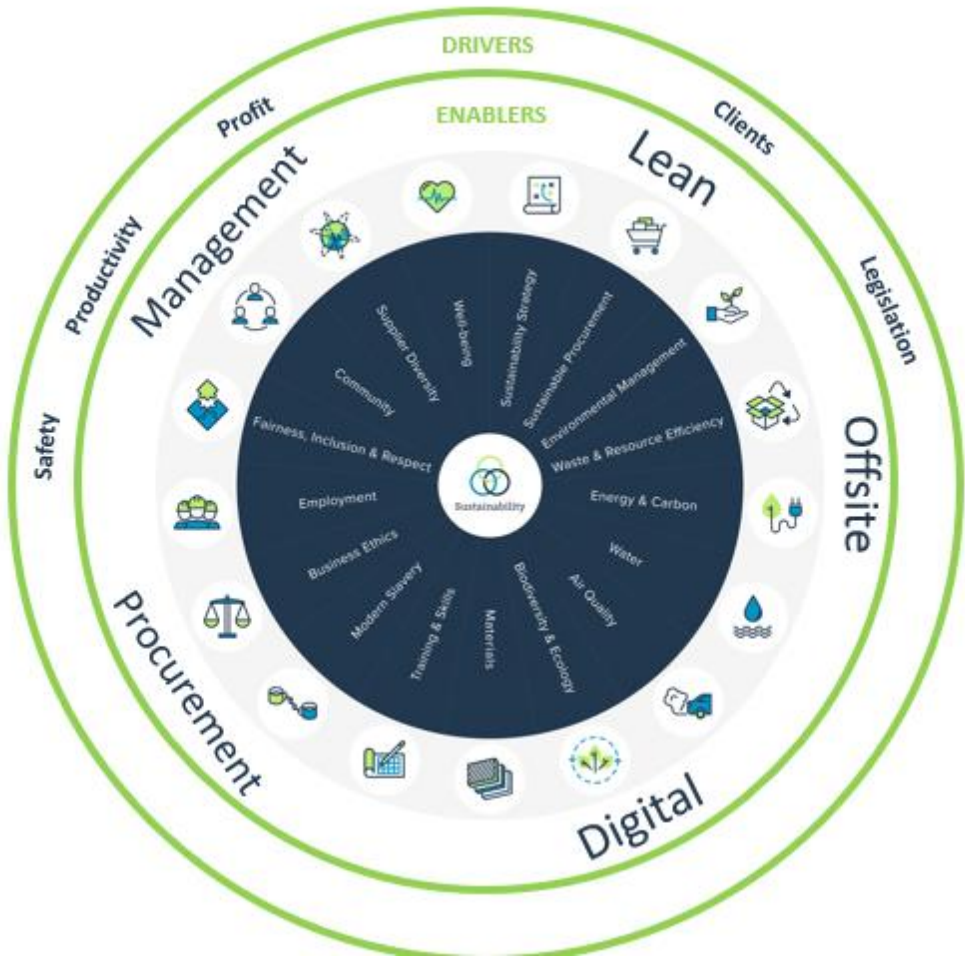 DRIVERS
ENABLERS
Safety
Productivity
Profit
Clients
Legislation
Management
Lean
Offsite
Digital
Procurement
Sustainability Strategy
Sustainable Procurement
Environmental Management
Waste & Resource Efficiency
Energy & Carbon
Water
Air Quality
Biodiversity & Ecology
Materials
Training & Skills
Modern Slavery
Business Ethics
Employment
Fairness, Inclusion & Respect
Community
Supplier Diversity
Well-being
Sustainability